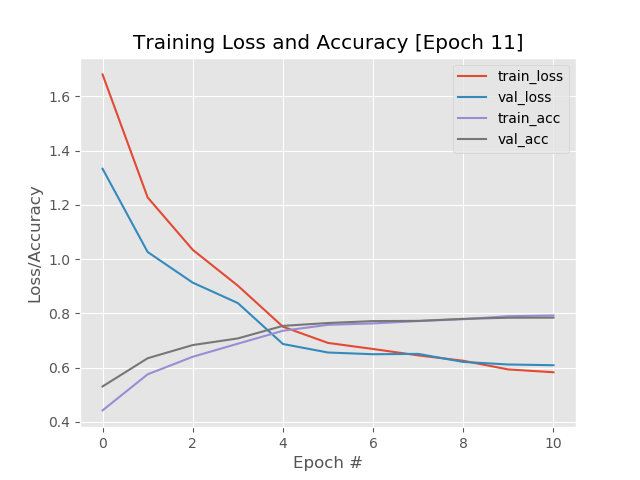 Training Loss and Accuracy [Epoch 11]
train_loss
val_loss
train_acc
val_acc
Loss/Accuracy
1.6
1.4
1.2
1.0
0.8
0.6
0.4
0 2 4 6 8 10
Epoch #